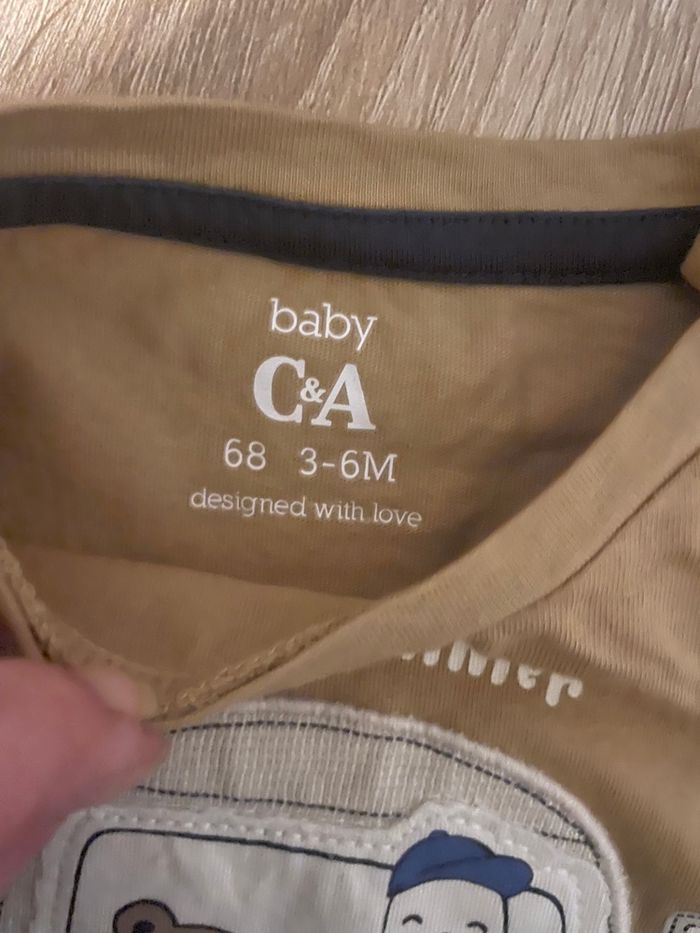 baby
C&A
68 3-6M
designed with love